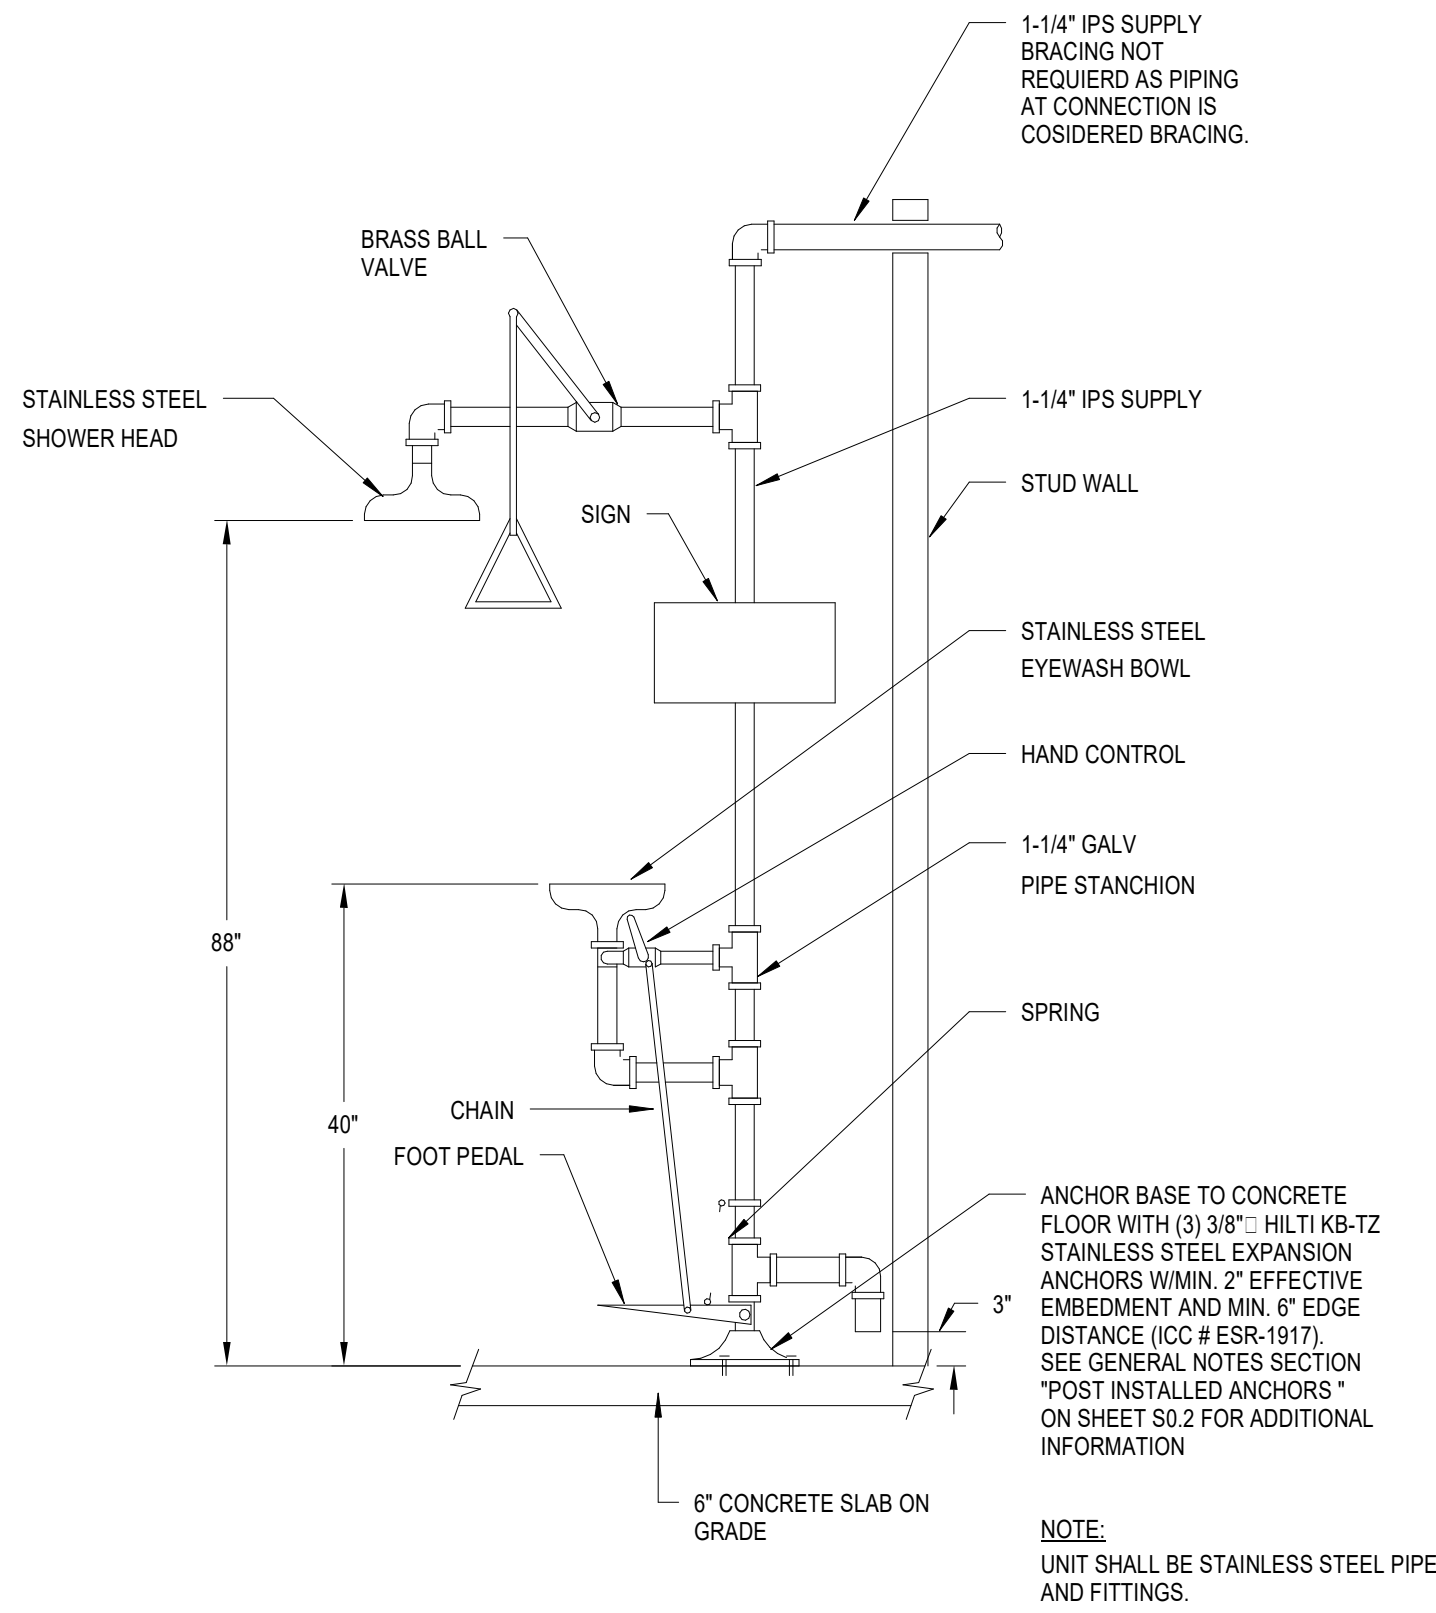 1-1/4" IPS SUPPLY
BRACING NOT
REQUIERD AS PIPING
AT CONNECTION IS
COSIDERED BRACING.
BRASS BALL
VALVE
STAINLESS STEEL
SHOWER HEAD
1-1/4" IPS SUPPLY
STUD WALL
SIGN
STAINLESS STEEL
EYEWASH BOWL
HAND CONTROL
1-1/4" GALV
PIPE STANCHION
88"
SPRING
40"
CHAIN
FOOT PEDAL
ANCHOR BASE TO CONCRETE
FLOOR WITH (3) 3/8"□ HILTI KB-TZ
STAINLESS STEEL EXPANSION
ANCHORS W/MIN. 2" EFFECTIVE
EMBEDMENT AND MIN. 6" EDGE
DISTANCE (ICC # ESR-1917).
SEE GENERAL NOTES SECTION
"POST INSTALLED ANCHORS "
ON SHEET S0.2 FOR ADDITIONAL
INFORMATION
3"
6" CONCRETE SLAB ON
GRADE
NOTE:
UNIT SHALL BE STAINLESS STEEL PIPE
AND FITTINGS.